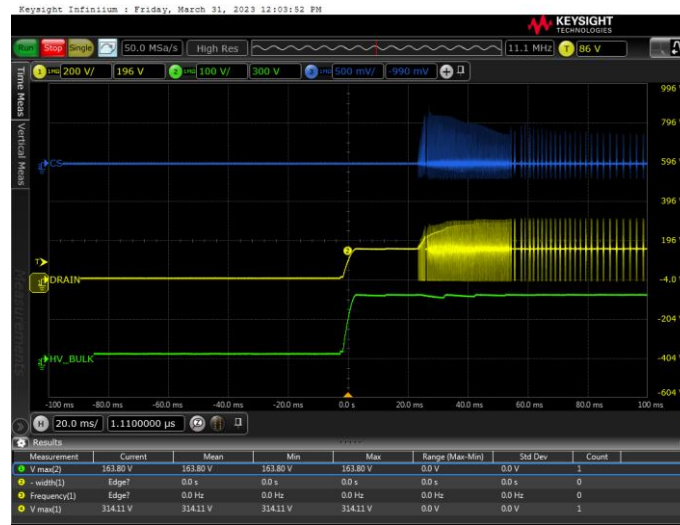 Keysight Infiniium : Friday, March 31, 2023 12:03:52 PM
KEYSIGHT
TECHNOLOGIES
Run Stop Single 50.0 MSa/s High Res 11.1 MHz T 86 V
1 1MΩ 200 V/ 196 V 2 1MΩ 100 V/ 300 V 3 1MΩ 500 mV/ -990 mV
Time Meas
Vertical Meas
Measurements
996
796
CS
596
396
196
T
2
DRAIN
-4.0
-204
HV_BULK
-404
-604
-100 ms -80.0 ms -60.0 ms -40.0 ms -20.0 ms 0.0 s 20.0 ms 40.0 ms 60.0 ms 80.0 ms 100 ms
H 20.0 ms/ 1.1100000 µs
Results
Measurement Current Mean Min Max Range (Max-Min) Std Dev Count
V max(2) 163.80 V 163.80 V 163.80 V 163.80 V 0.0 V 0.0 V 1
- width(1) Edge? 0.0 s 0.0 s 0.0 s 0.0 s 0.0 s 0
Frequency(1) Edge? 0.0 Hz 0.0 Hz 0.0 Hz 0.0 Hz 0.0 Hz 0
V max(1) 314.11 V 314.11 V 314.11 V 314.11 V 0.0 V 0.0 V 1